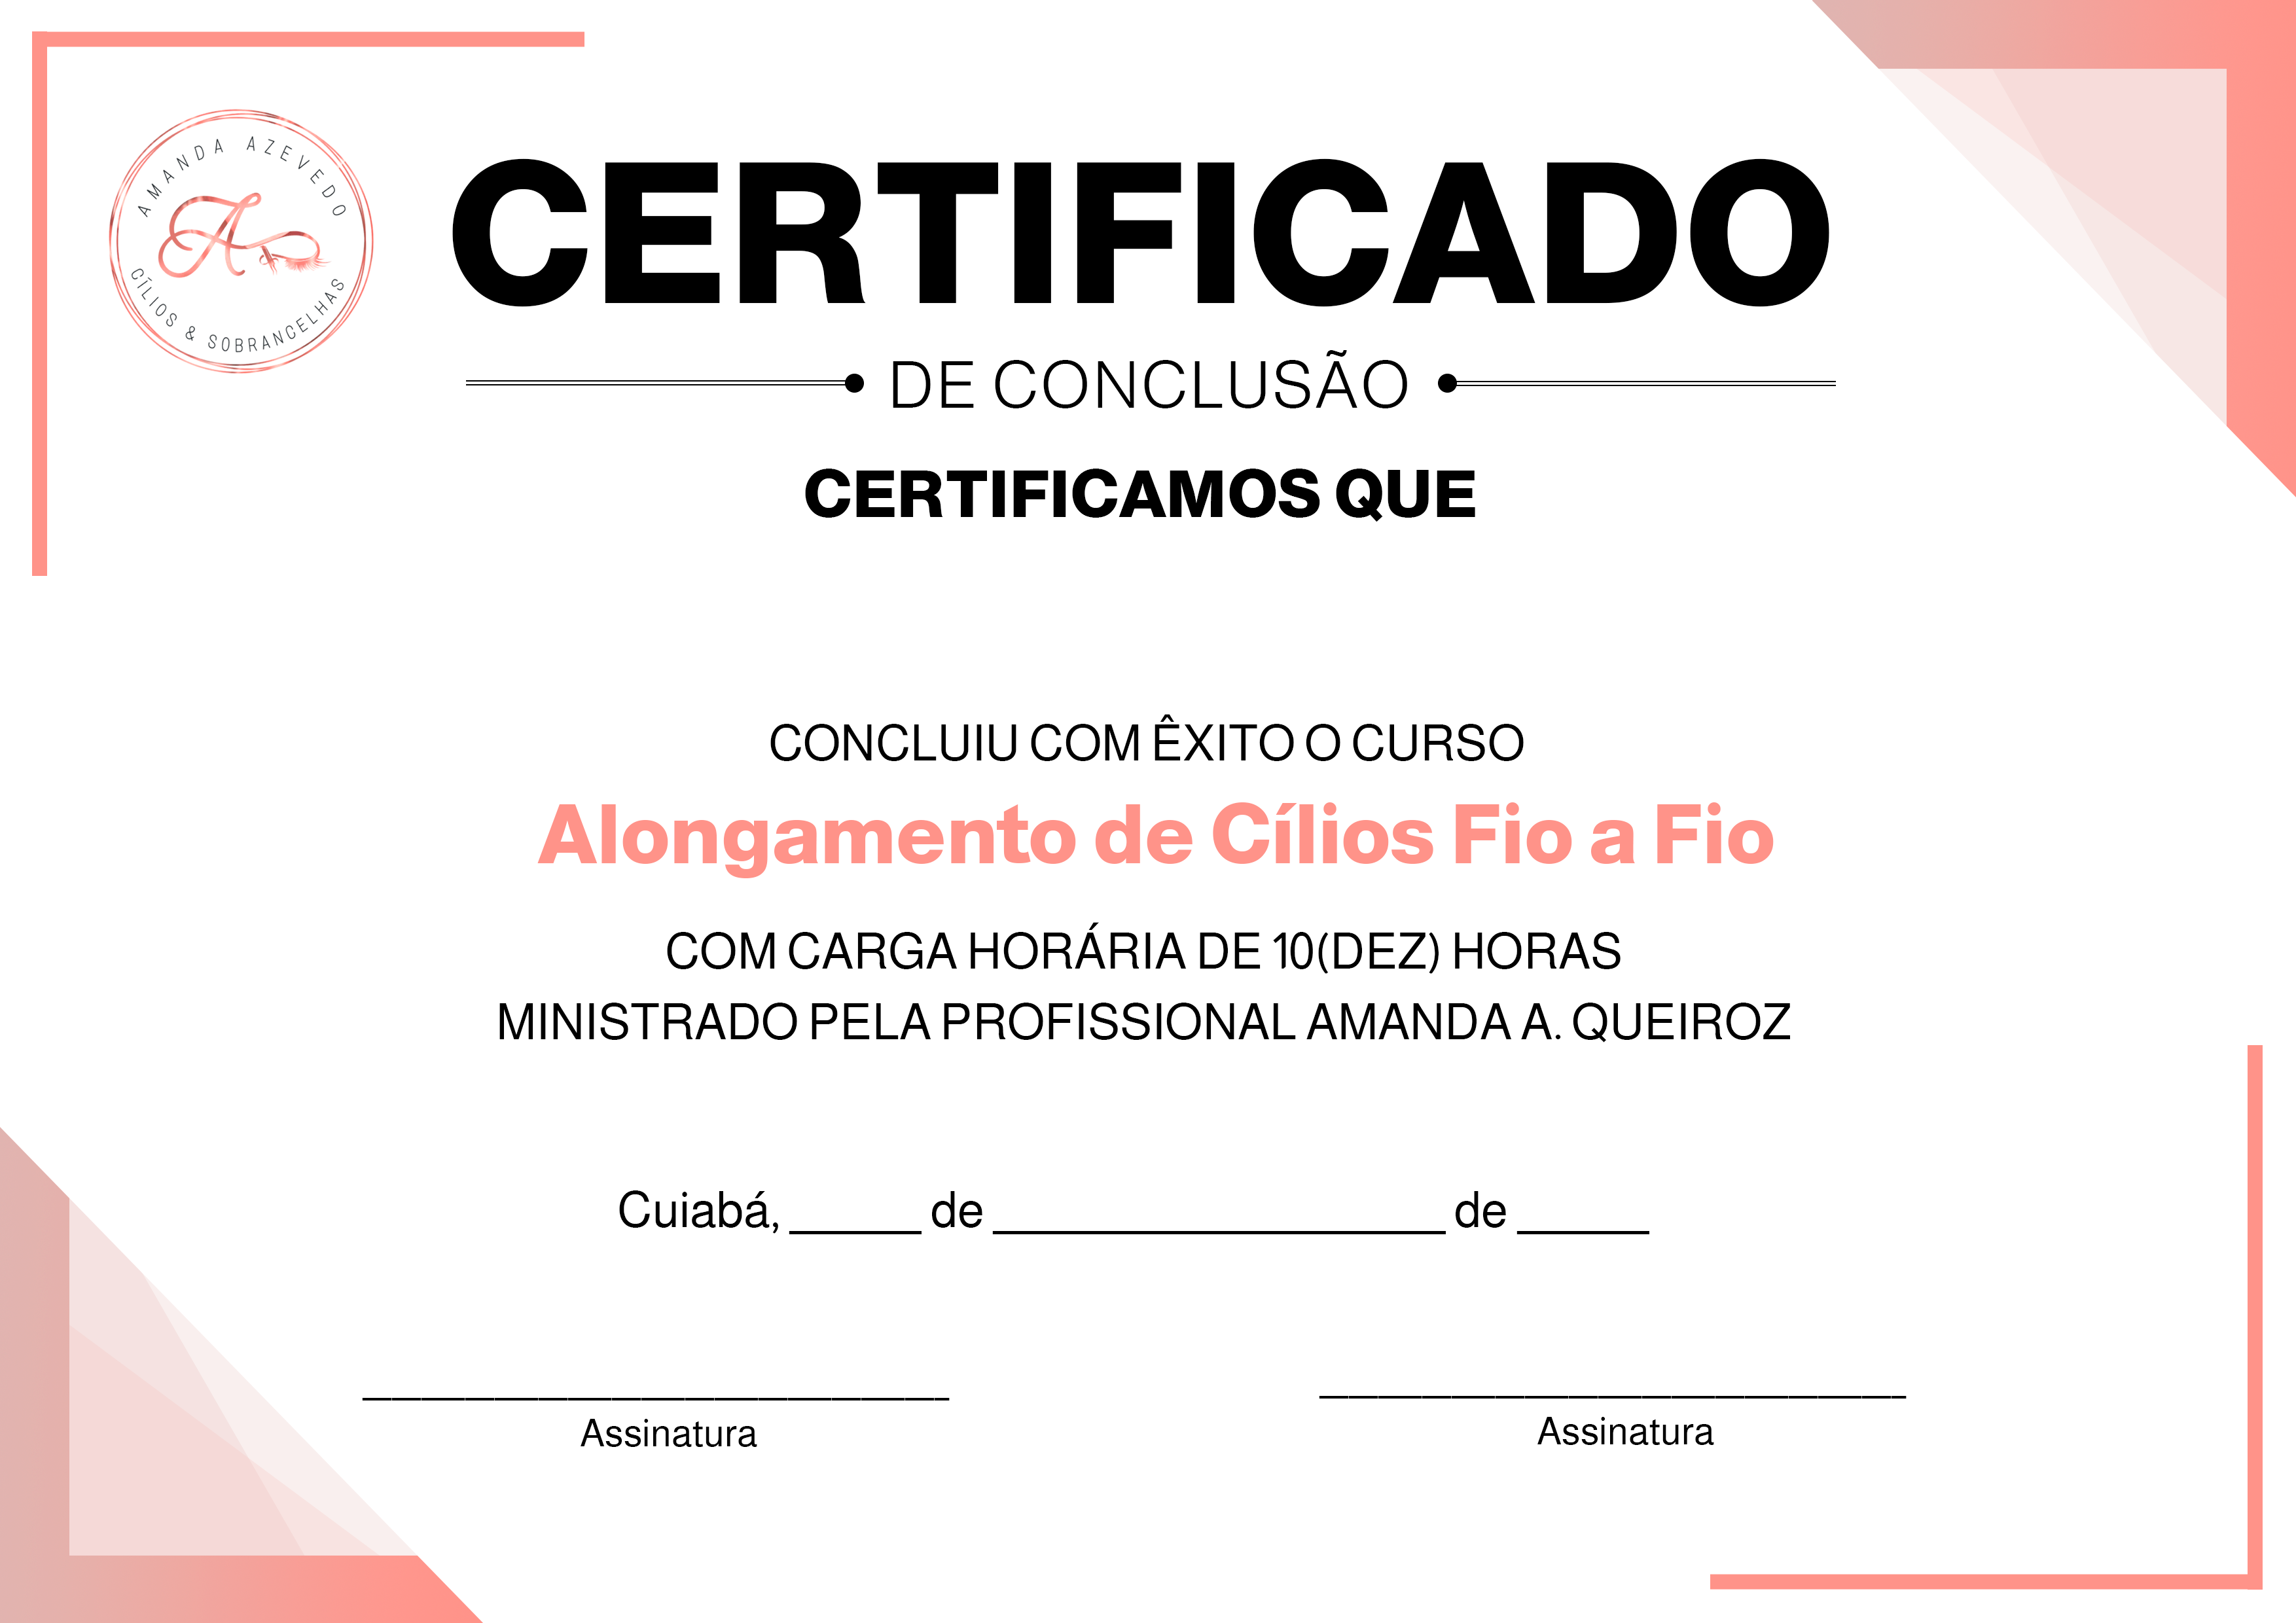 AMANDA AZEVEDO
A
CÍLIOS & SOBRANCELHAS
CERTIFICADO
DE CONCLUSÃO
CERTIFICAMOS QUE
CONCLUIU COM ÊXITO O CURSO
Alongamento de Cílios Fio a Fio
COM CARGA HORÁRIA DE 10(DEZ) HORAS
MINISTRADO PELA PROFISSIONAL AMANDA A. QUEIROZ
Cuiabá, _____ de _________________ de _____
Assinatura
Assinatura